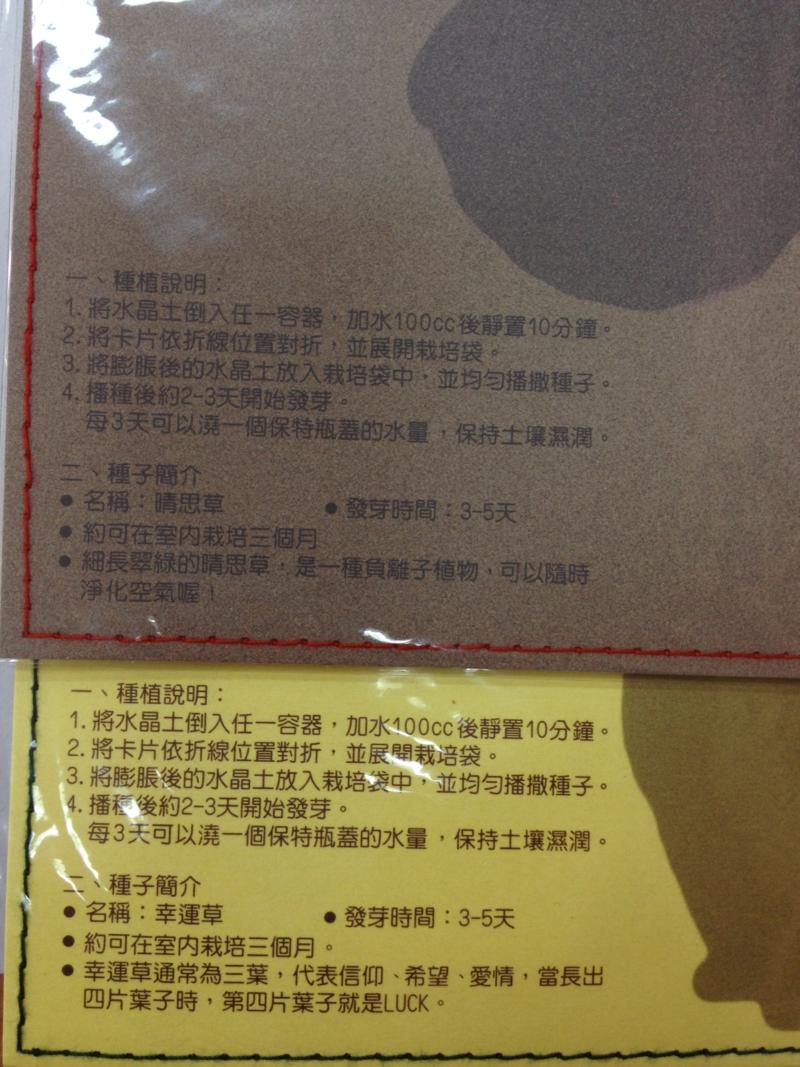 一、種植說明：
1. 將水晶土倒入任一容器，加水100cc後靜置10分鐘。
2. 將卡片依折線位置對折，並展開栽培袋。
3. 將膨脹後的水晶土放入栽培袋中，並均勻播撒種子。
4. 播種後約2-3天開始發芽。
每3天可以澆一個保特瓶蓋的水量，保持土壤濕潤。
二、種子簡介
● 名稱：晴思草 ● 發芽時間：3-5天
● 約可在室內栽培三個月
● 細長翠綠的晴思草，是一種負離子植物，可以隨時
淨化空氣喔！
一、種植說明：
1. 將水晶土倒入任一容器，加水100cc後靜置10分鐘。
2. 將卡片依折線位置對折，並展開栽培袋。
3. 將膨脹後的水晶土放入栽培袋中，並均勻播撒種子。
4. 播種後約2-3天開始發芽。
每3天可以澆一個保特瓶蓋的水量，保持土壤濕潤。
二、種子簡介
● 名稱：幸運草 ● 發芽時間：3-5天
● 約可在室內栽培三個月。
● 幸運草通常為三葉，代表信仰、希望、愛情，當長出
四片葉子時，第四片葉子就是LUCK。